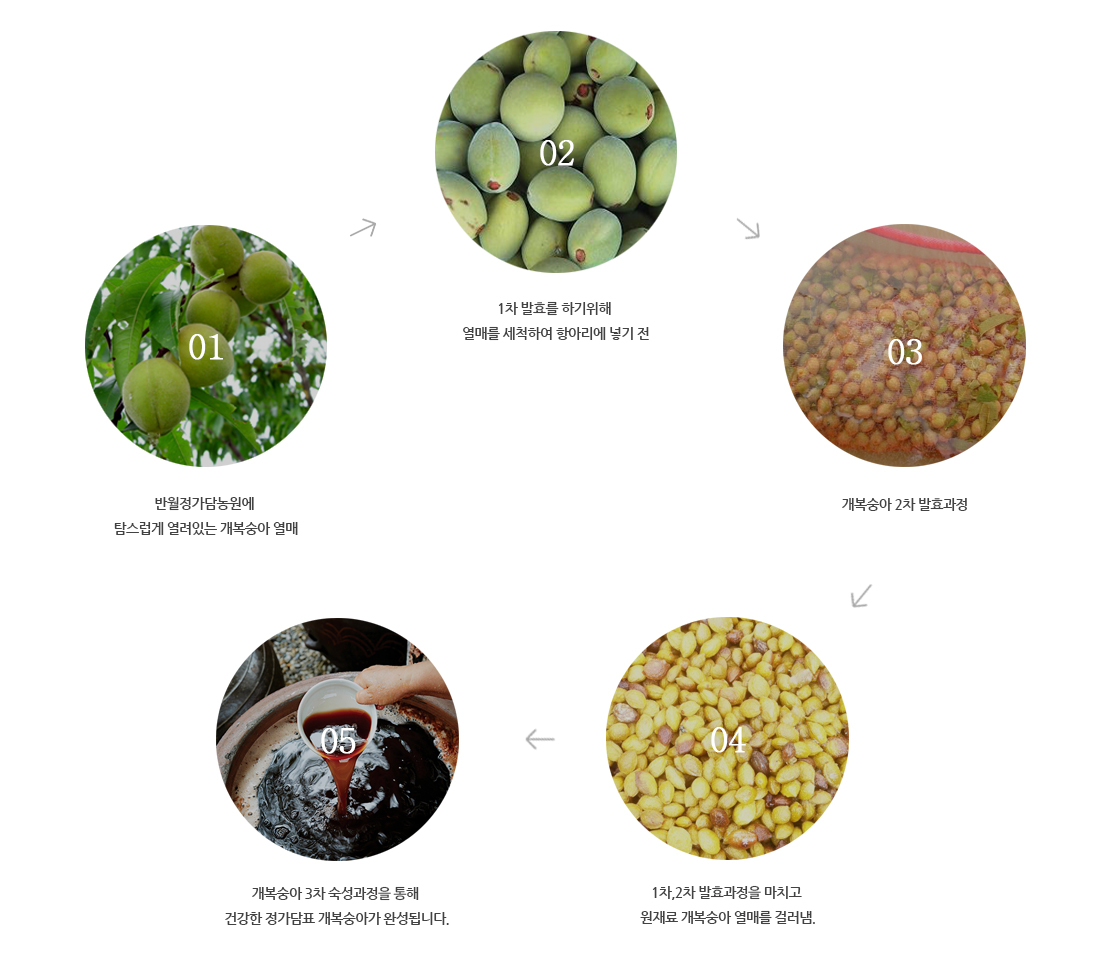 01
반월정가담농원에
탐스럽게 열려있는 개복숭아 열매
02
1차 발효를 하기위해
열매를 세척하여 항아리에 넣기 전
03
개복숭아 2차 발효과정
04
1차,2차 발효과정을 마치고
원재료 개복숭아 열매를 걸러냄.
05
개복숭아 3차 숙성과정을 통해
건강한 정가담표 개복숭아가 완성됩니다.